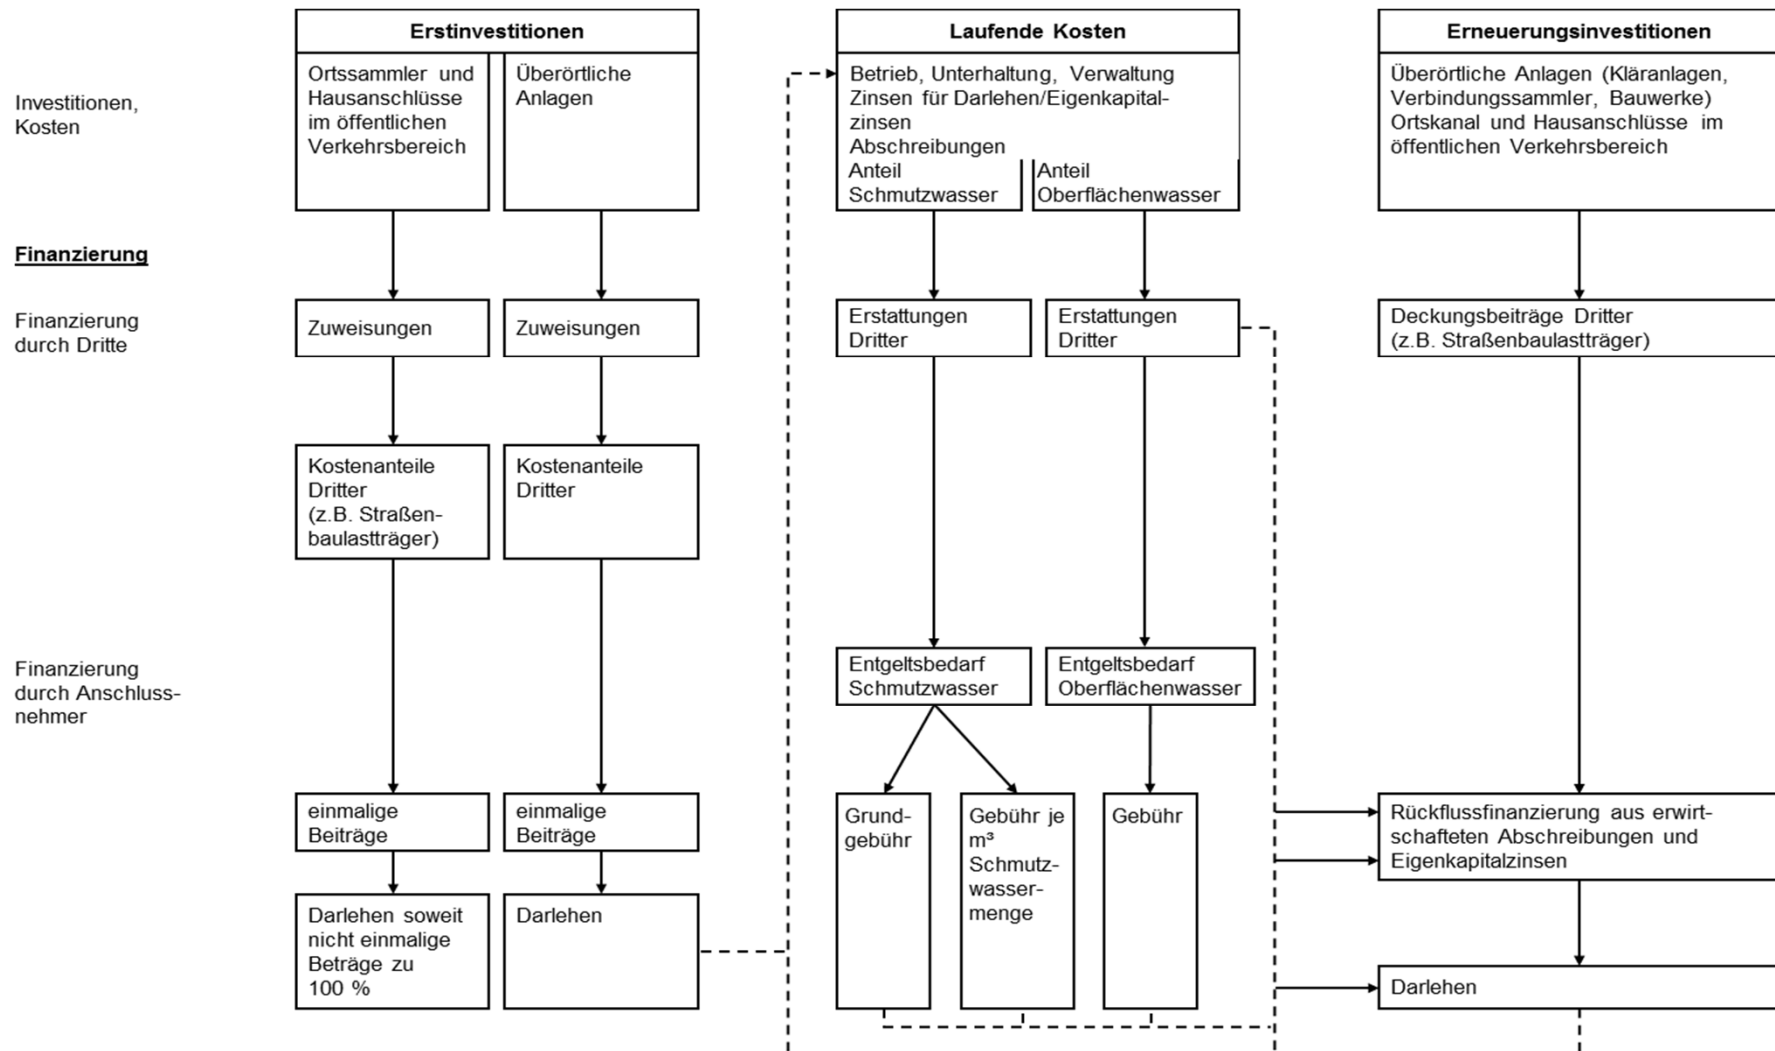 Erstinvestitionen
Laufende Kosten
Erneuerungsinvestitionen
Investitionen,
Kosten
Ortssammler und
Hausanschlüsse
im öffentlichen
Verkehrsbereich
Überörtliche
Anlagen
Betrieb, Unterhaltung, Verwaltung
Zinsen für Darlehen/Eigenkapital-
zinsen
Abschreibungen
Anteil
Schmutzwasser
Anteil
Oberflächenwasser
Überörtliche Anlagen (Kläranlagen,
Verbindungssammler, Bauwerke)
Ortskanal und Hausanschlüsse im
öffentlichen Verkehrsbereich
Finanzierung
Finanzierung
durch Dritte
Zuweisungen
Zuweisungen
Erstattungen
Dritter
Erstattungen
Dritter
Deckungsbeiträge Dritter
(z.B. Straßenbaulastträger)
Kostenanteile
Dritter
(z.B. Straßen-
baulastträger)
Kostenanteile
Dritter
Finanzierung
durch Anschluss-
nehmer
Entgeltsbedarf
Schmutzwasser
Entgeltsbedarf
Oberflächenwasser
einmalige
Beiträge
einmalige
Beiträge
Grund-
gebühr
Gebühr je
m³
Schmutz-
wasser-
menge
Gebühr
Rückflussfinanzierung aus erwirt-
schafteten Abschreibungen und
Eigenkapitalzinsen
Darlehen soweit
nicht einmalige
Beträge zu
100 %
Darlehen
Darlehen